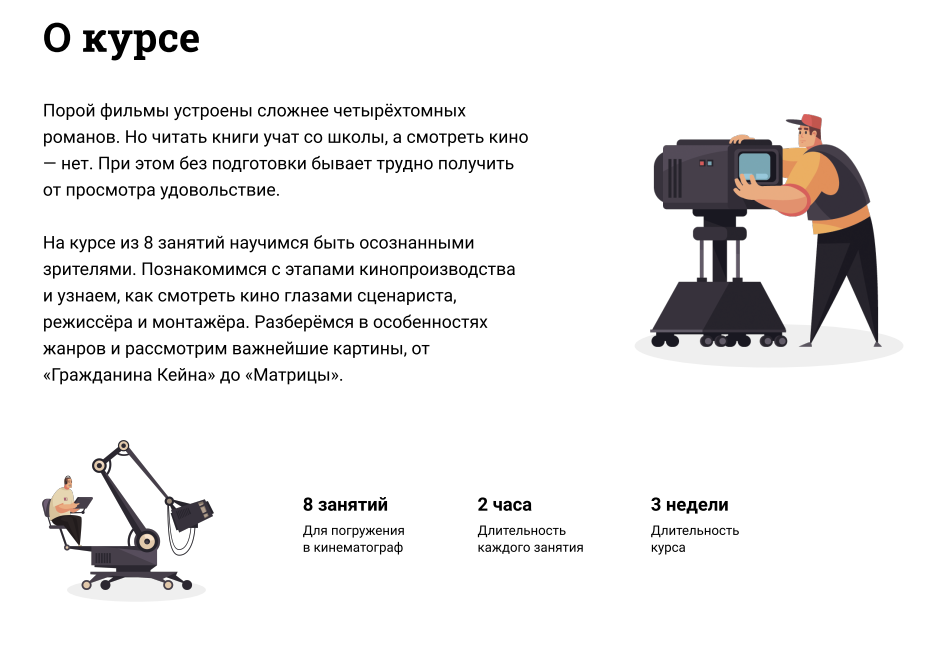 О курсе
Порой фильмы устроены сложнее четырёхтомных
романов. Но читать книги учат со школы, а смотреть кино
— нет. При этом без подготовки бывает трудно получить
от просмотра удовольствие.
На курсе из 8 занятий научимся быть осознанными
зрителями. Познакомимся с этапами кинопроизводства
и узнаем, как смотреть кино глазами сценариста,
режиссёра и монтажёра. Разберёмся в особенностях
жанров и рассмотрим важнейшие картины, от
«Гражданина Кейна» до «Матрицы».
8 занятий
Для погружения
в кинематограф
2 часа
Длительность
каждого занятия
3 недели
Длительность
курса